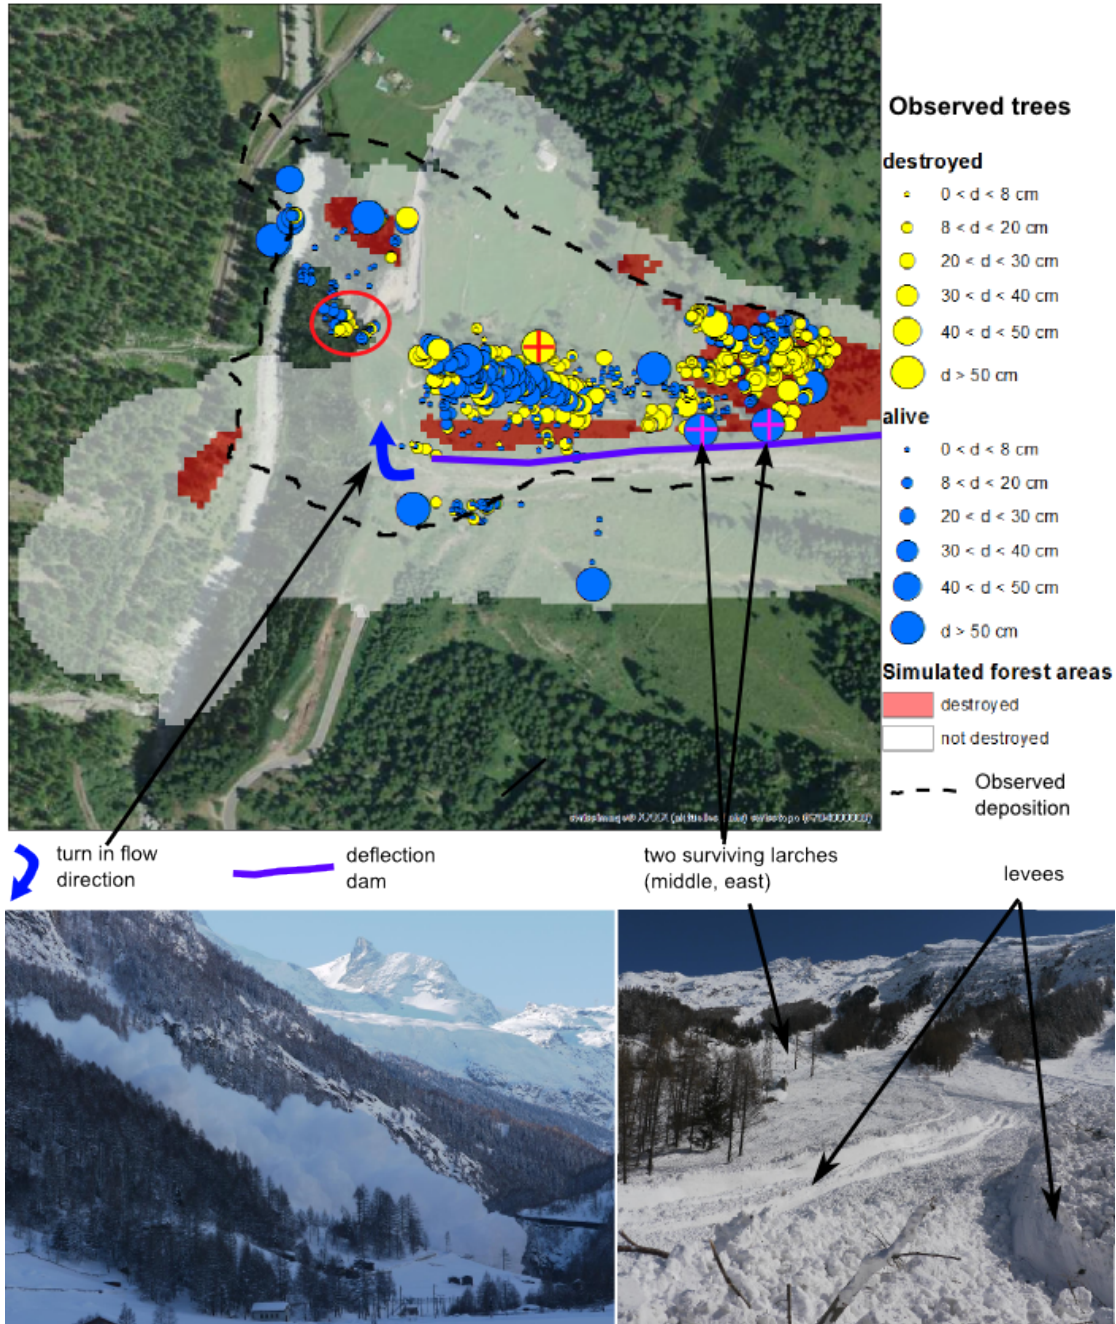 Observed trees
destroyed
0 < d < 8 cm
8 < d < 20 cm
20 < d < 30 cm
30 < d < 40 cm
40 < d < 50 cm
d > 50 cm
alive
0 < d < 8 cm
8 < d < 20 cm
20 < d < 30 cm
30 < d < 40 cm
40 < d < 50 cm
d > 50 cm
Simulated forest areas
destroyed
not destroyed
Observed
deposition
turn in flow
direction
deflection
dam
two surviving larches
(middle, east)
levees